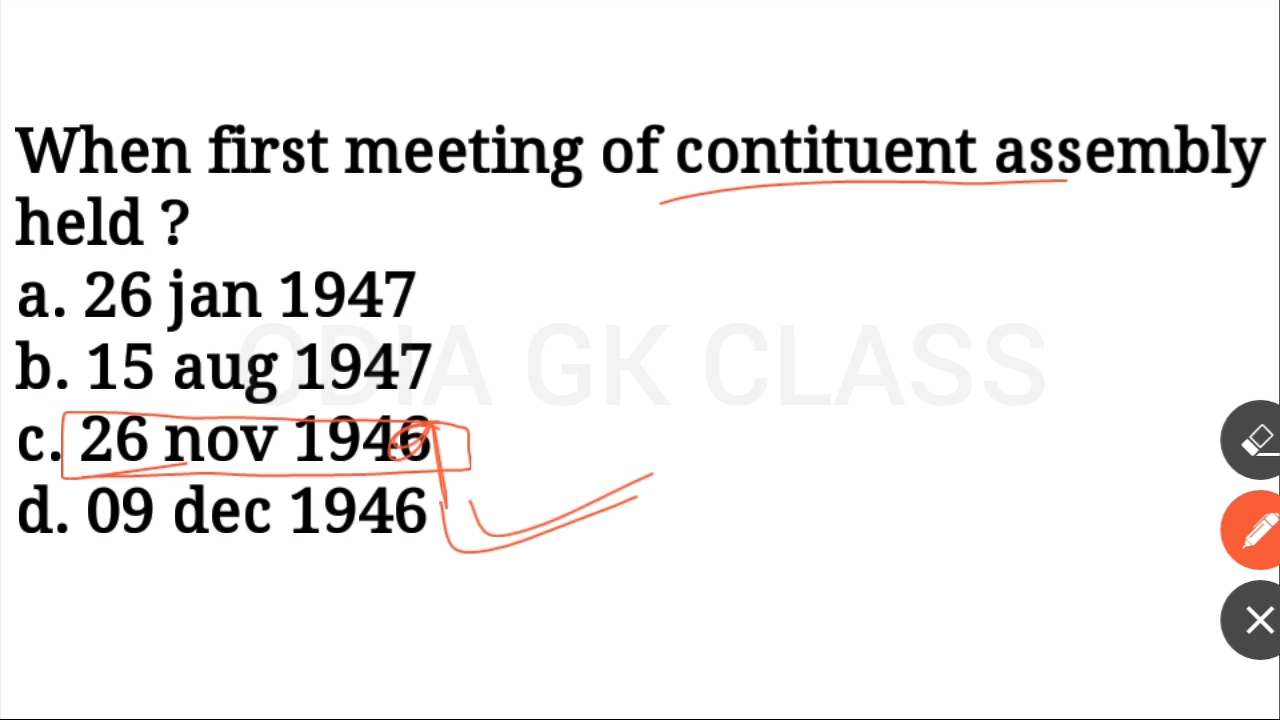 When first meeting of contituent assembly
held ?
a. 26 jan 1947
b. 15 aug 1947
ODIA GK CLASS
c. 26 nov 1946
d. 09 dec 1946